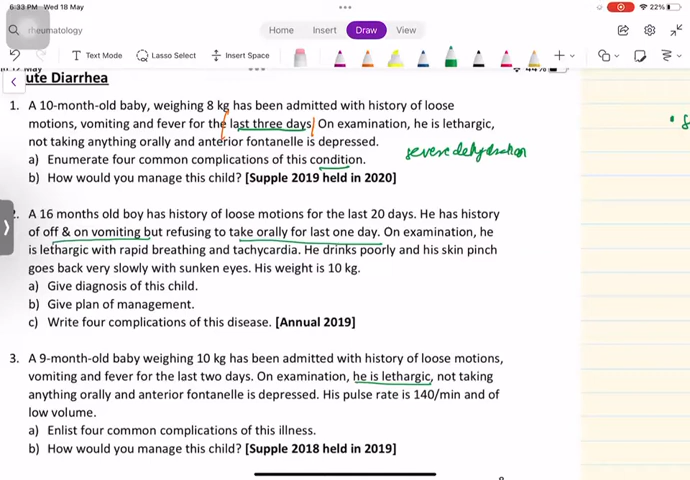 6:33 PM Wed 18 May
22%
rheumatology
Home Insert Draw View
Text Mode Lasso Select Insert Space
ute Diarrhea
1. A 10-month-old baby, weighing 8 kg has been admitted with history of loose
motions, vomiting and fever for the last three days. On examination, he is lethargic,
not taking anything orally and anterior fontanelle is depressed.
severe dehydration
a) Enumerate four common complications of this condition.
b) How would you manage this child? [Supple 2019 held in 2020]
2. A 16 months old boy has history of loose motions for the last 20 days. He has history
of off & on vomiting but refusing to take orally for last one day. On examination, he
is lethargic with rapid breathing and tachycardia. He drinks poorly and his skin pinch
goes back very slowly with sunken eyes. His weight is 10 kg.
a) Give diagnosis of this child.
b) Give plan of management.
c) Write four complications of this disease. [Annual 2019]
3. A 9-month-old baby weighing 10 kg has been admitted with history of loose motions,
vomiting and fever for the last two days. On examination, he is lethargic, not taking
anything orally and anterior fontanelle is depressed. His pulse rate is 140/min and of
low volume.
a) Enlist four common complications of this illness.
b) How would you manage this child? [Supple 2018 held in 2019]